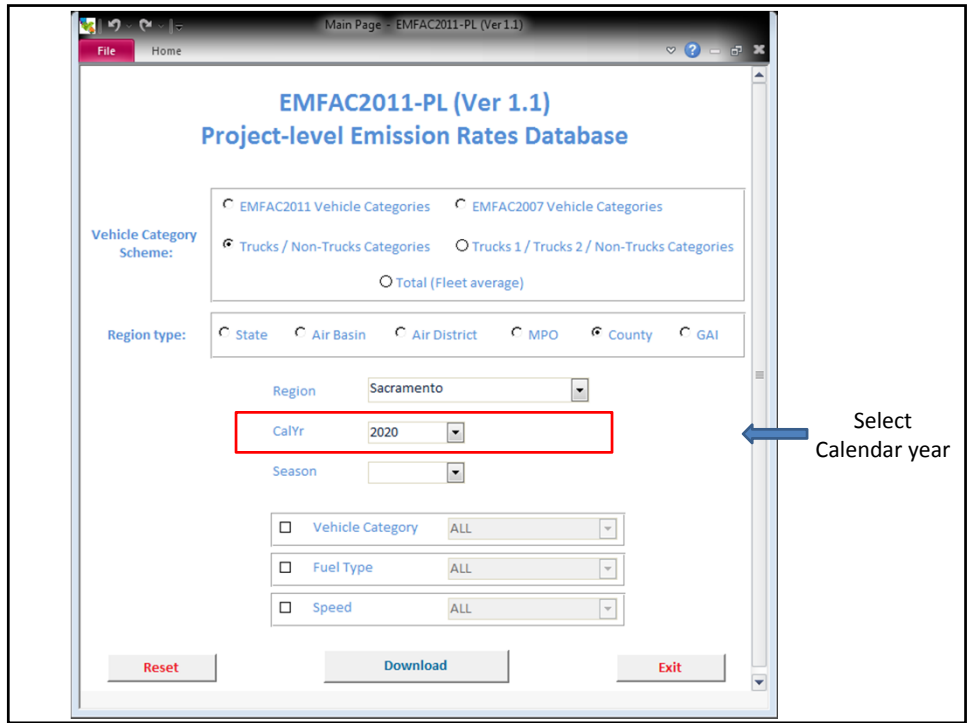 Main Page - EMFAC2011-PL (Ver 1.1)
File Home
EMFAC2011-PL (Ver 1.1)
Project-level Emission Rates Database
Vehicle Category
Scheme:
EMFAC2011 Vehicle Categories EMFAC2007 Vehicle Categories
Trucks / Non-Trucks Categories Trucks 1 / Trucks 2 / Non-Trucks Categories
Total (Fleet average)
Region type: State Air Basin Air District MPO County GAI
Region Sacramento
CalYr 2020
Select
Calendar year
Season
Vehicle Category ALL
Fuel Type ALL
Speed ALL
Reset Download Exit